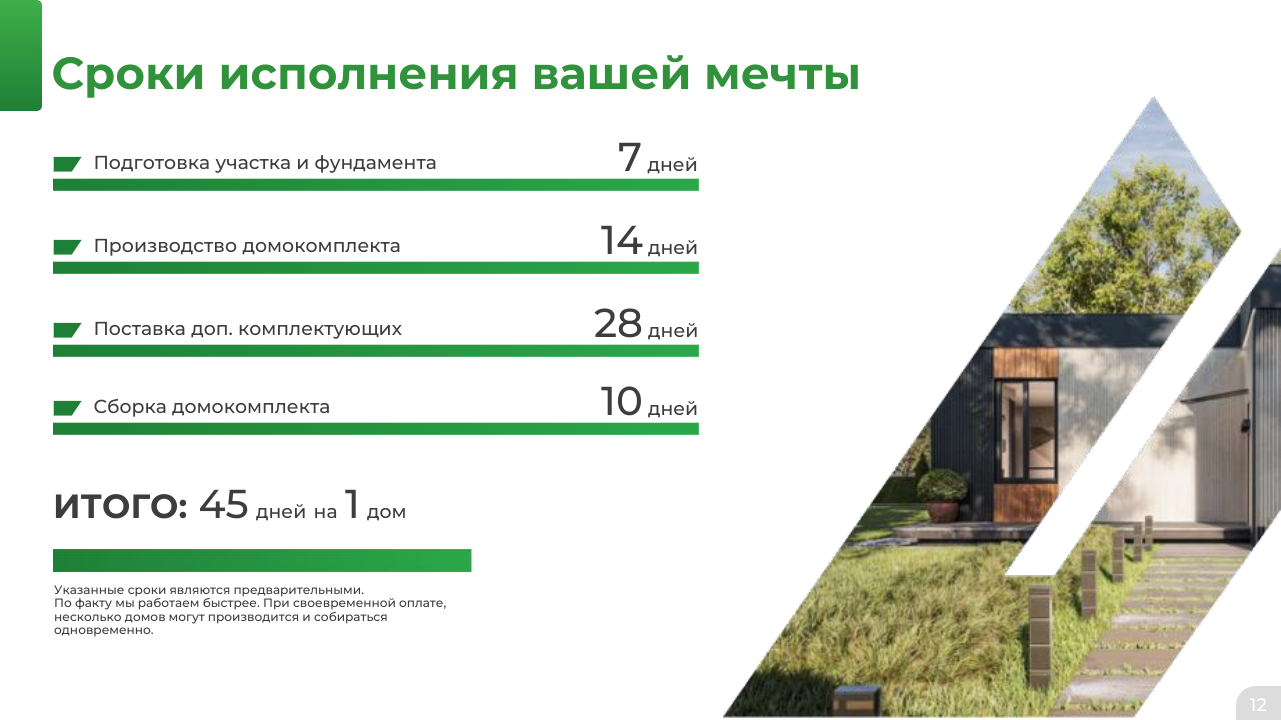 Сроки исполнения вашей мечты
Подготовка участка и фундамента 7 дней
Производство домокомплекта 14 дней
Поставка доп. комплектующих 28 дней
Сборка домокомплекта 10 дней
ИТОГО: 45 дней на 1 дом
Указанные сроки являются предварительными.
По факту мы работаем быстрее. При своевременной оплате,
несколько домов могут производится и собираться
одновременно.
12